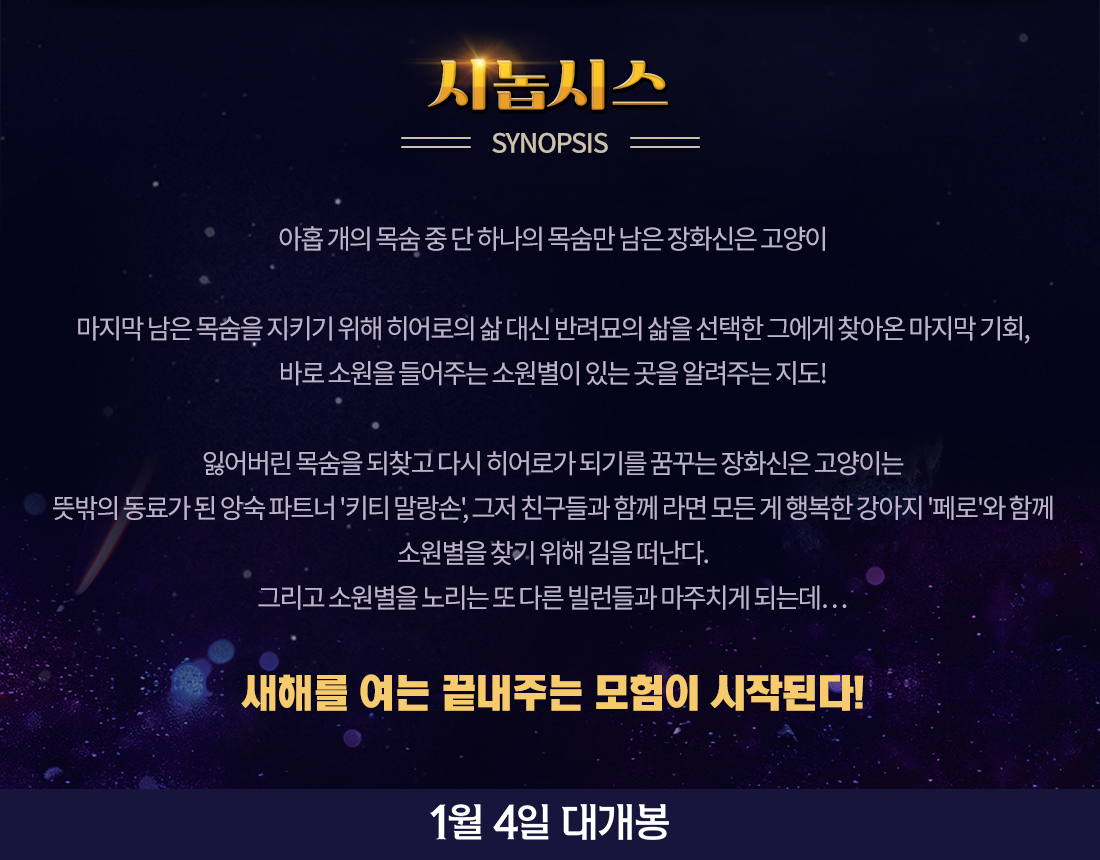 시놉시스
SYNOPSIS
아홉 개의 목숨 중 단 하나의 목숨만 남은 장화신은 고양이
마지막 남은 목숨을 지키기 위해 히어로의 삶 대신 반려묘의 삶을 선택한 그에게 찾아온 마지막 기회,
바로 소원을 들어주는 소원별이 있는 곳을 알려주는 지도!
잃어버린 목숨을 되찾고 다시 히어로가 되기를 꿈꾸는 장화신은 고양이는
뜻밖의 동료가 된 앙숙 파트너 '키티 말랑손', 그저 친구들과 함께 라면 모든 게 행복한 강아지 '페로'와 함께
소원별을 찾기 위해 길을 떠난다.
그리고 소원별을 노리는 또 다른 빌런들과 마주치게 되는데…
새해를 여는 끝내주는 모험이 시작된다!
1월 4일 대개봉